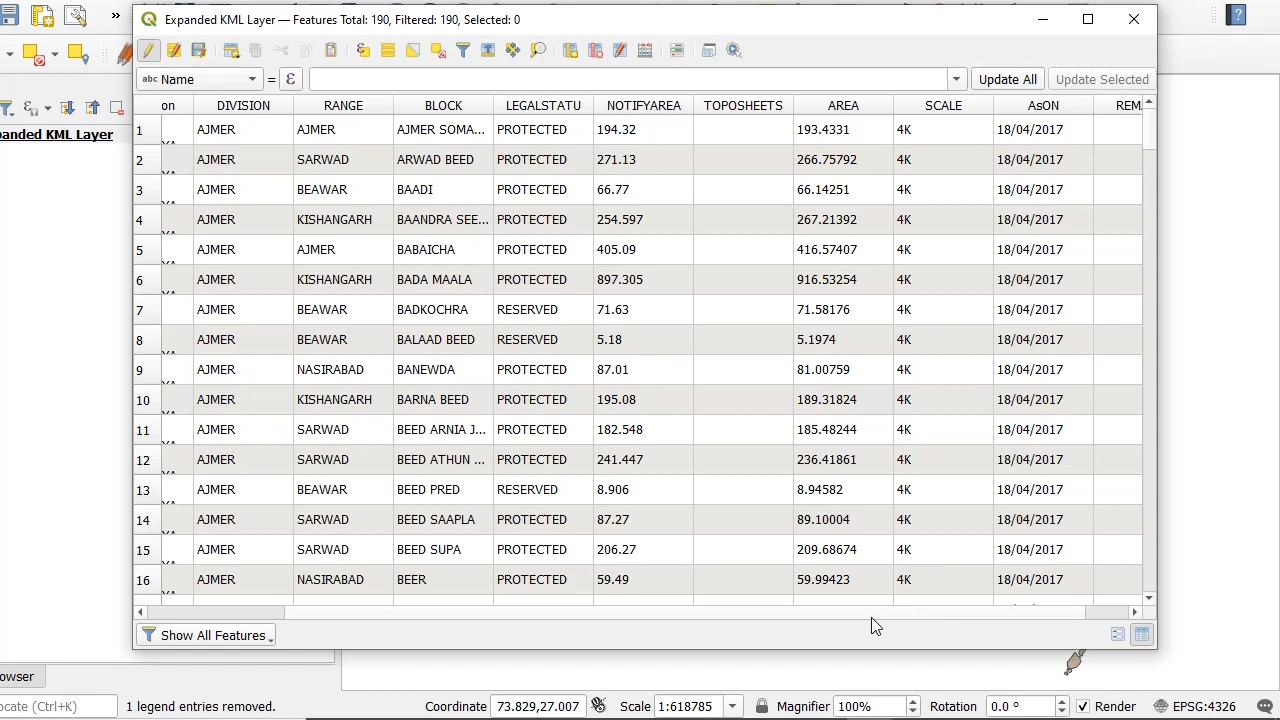 Expanded KML Layer — Features Total: 190, Filtered: 190, Selected: 0
»
abc Name = ε Update All Update Selected
on DIVISION RANGE BLOCK LEGALSTATU NOTIFYAREA TOPOSHEETS AREA SCALE AsON REM
1 AJMER AJMER AJMER SOMA... PROTECTED 194.32 193.4331 4K 18/04/2017
2 AJMER SARWAD ARWAD BEED PROTECTED 271.13 266.75792 4K 18/04/2017
3 AJMER BEAWAR BAADI PROTECTED 66.77 66.14251 4K 18/04/2017
4 AJMER KISHANGARH BAANDRA SEE... PROTECTED 254.597 267.21392 4K 18/04/2017
5 AJMER AJMER BABAICHA PROTECTED 405.09 416.57407 4K 18/04/2017
6 AJMER KISHANGARH BADA MAALA PROTECTED 897.305 916.53254 4K 18/04/2017
7 AJMER BEAWAR BADKOCHRA RESERVED 71.63 71.58176 4K 18/04/2017
8 AJMER BEAWAR BALAAD BEED RESERVED 5.18 5.1974 4K 18/04/2017
9 AJMER NASIRABAD BANEWDA PROTECTED 87.01 81.00759 4K 18/04/2017
10 AJMER KISHANGARH BARNA BEED PROTECTED 195.08 189.31824 4K 18/04/2017
11 AJMER SARWAD BEED ARNIA J... PROTECTED 182.548 185.48244 4K 18/04/2017
12 AJMER SARWAD BEED ATHUN ... PROTECTED 241.447 236.41861 4K 18/04/2017
13 AJMER BEAWAR BEED PRED RESERVED 8.906 8.94582 4K 18/04/2017
14 AJMER SARWAD BEED SAAPLA PROTECTED 87.27 89.10004 4K 18/04/2017
15 AJMER SARWAD BEED SUPA PROTECTED 206.27 209.68674 4K 18/04/2017
16 AJMER NASIRABAD BEER PROTECTED 59.49 59.99423 4K 18/04/2017
Show All Features
panded KML Layer
owser
ocate (Ctrl+K) 1 legend entries removed. Coordinate 73.829,27.007 Scale 1:618785 Magnifier 100% Rotation 0.0 ° Render EPSG:4326